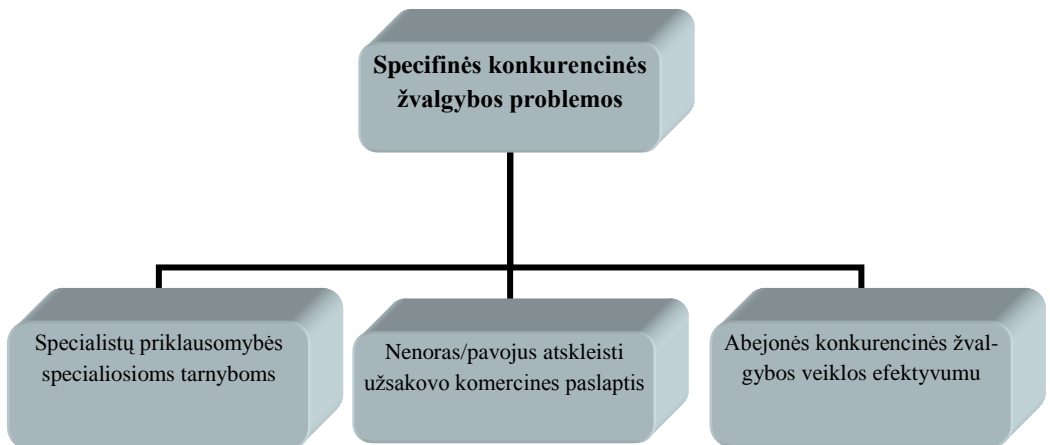 Specifinės konkurencinės
žvalgybos problemos
Specialistų priklausomybės
specialiosioms tarnyboms
Nenoras/pavojus atskleisti
užsakovo komercines paslaptis
Abejonės konkurencinės žval-
gybos veiklos efektyvumu